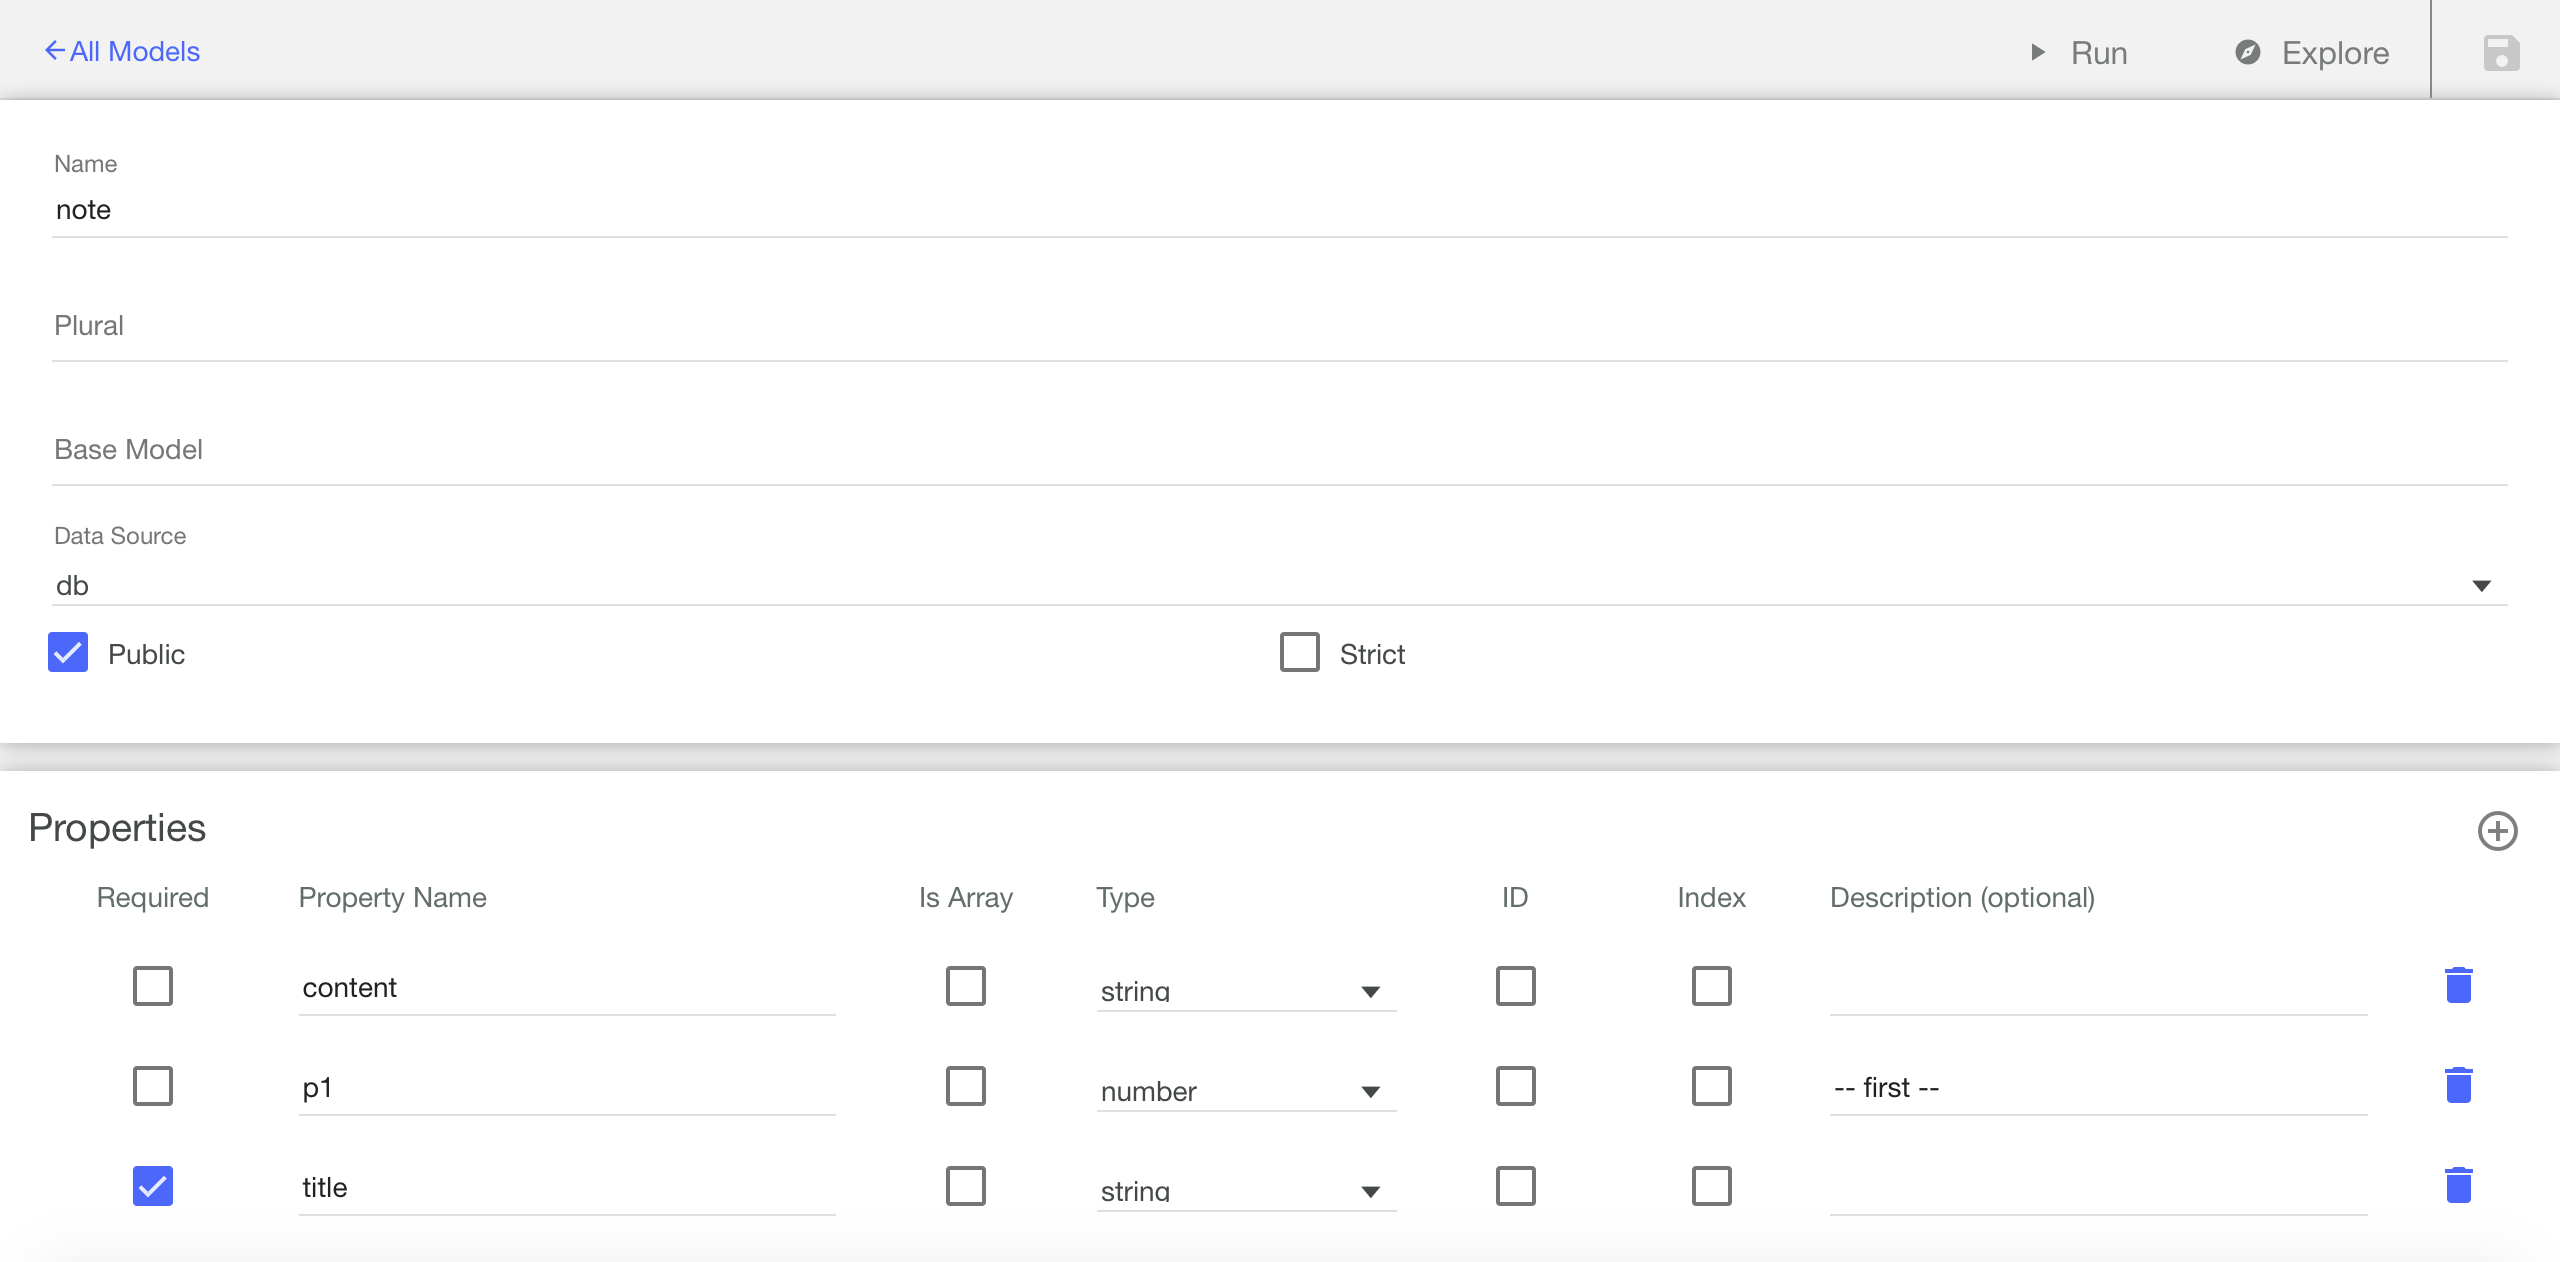 All Models Run Explore
Name
note
Plural
Base Model
Data Source
db
Public Strict
Properties
Required Property Name Is Array Type ID Index Description (optional)
content string
p1 number -- first --
title string